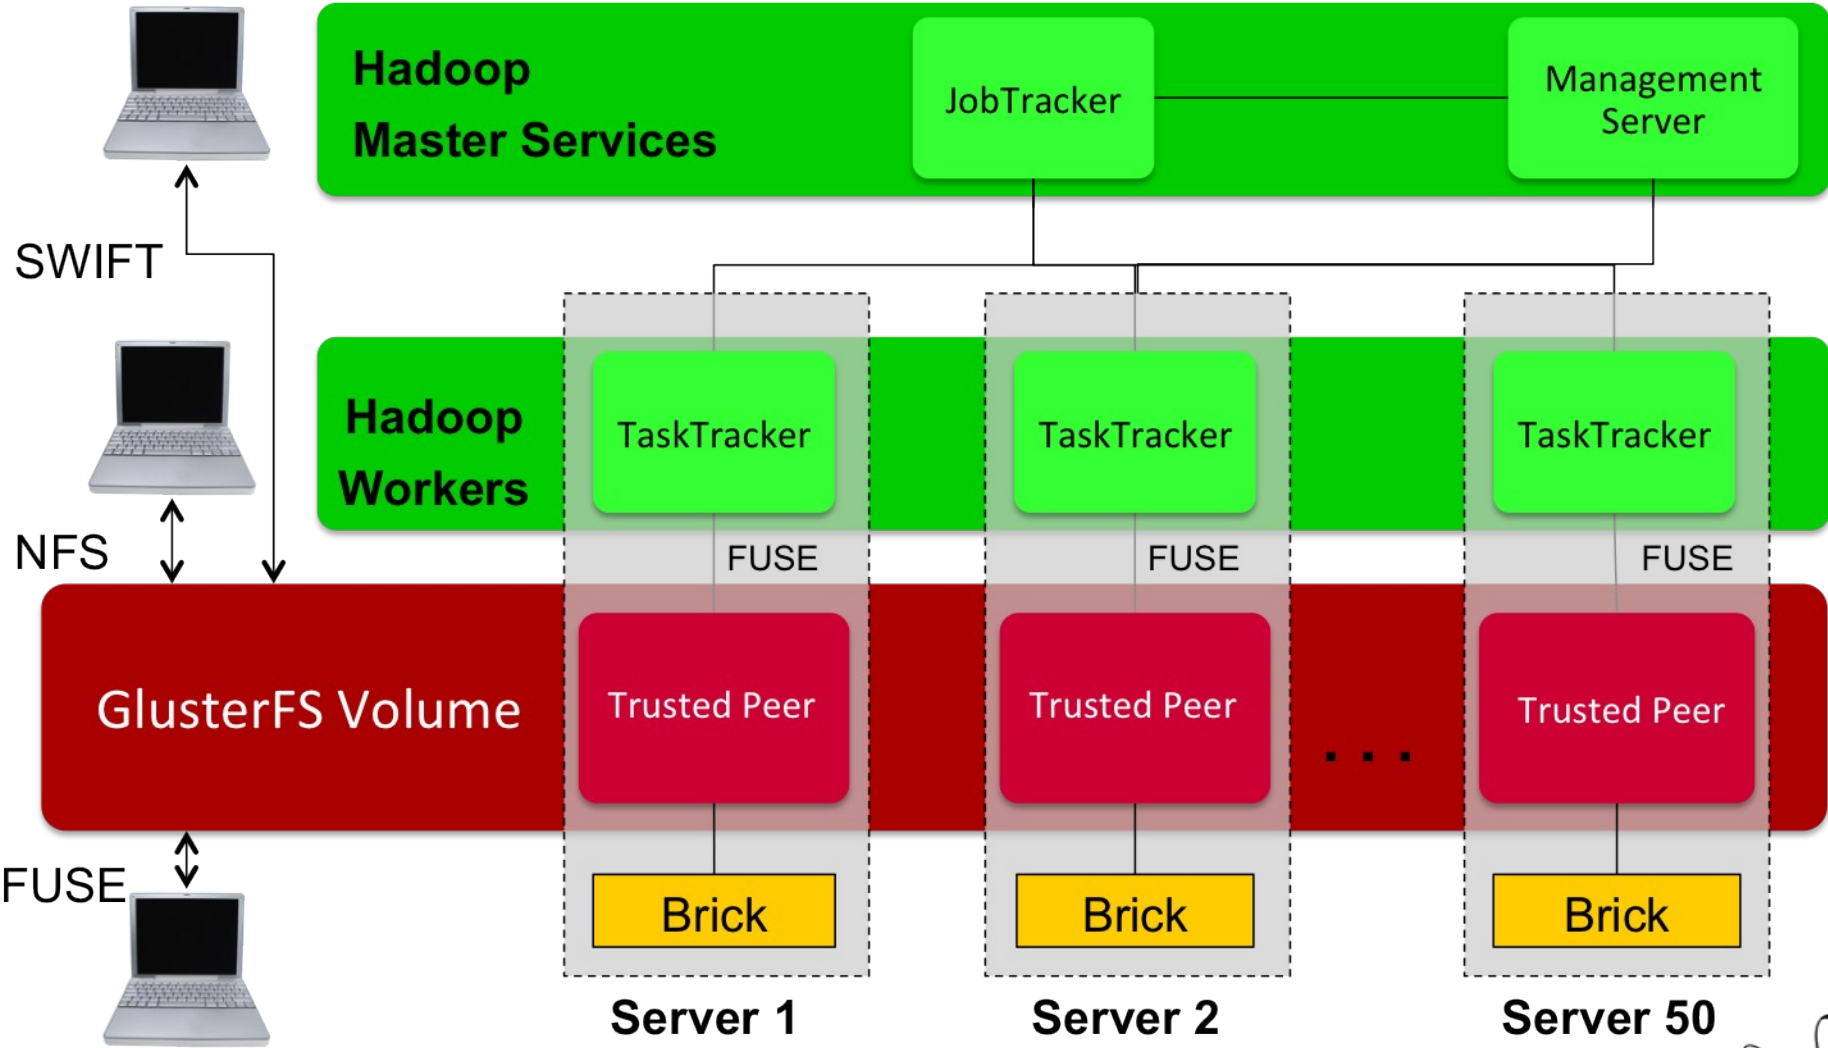 Hadoop
Master Services
JobTracker
Management
Server
SWIFT
Hadoop
Workers
TaskTracker
TaskTracker
TaskTracker
NFS
FUSE
FUSE
FUSE
GlusterFS Volume
Trusted Peer
Trusted Peer
Trusted Peer
. . .
FUSE
Brick
Brick
Brick
Server 1
Server 2
Server 50